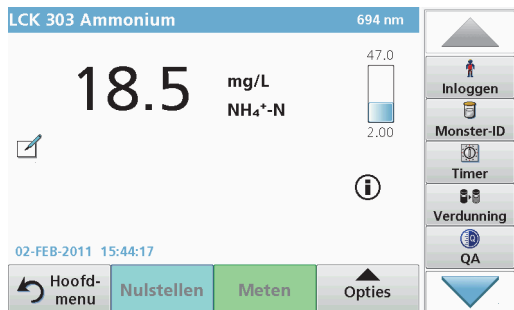 LCK 303 Ammonium 694 nm
18.5
mg/L
NH₄⁺-N
47.0
2.00
02-FEB-2011 15:44:17
Hoofd-
menu
Nulstellen
Meten
Opties
Inloggen
Monster-ID
Timer
Verdunning
QA